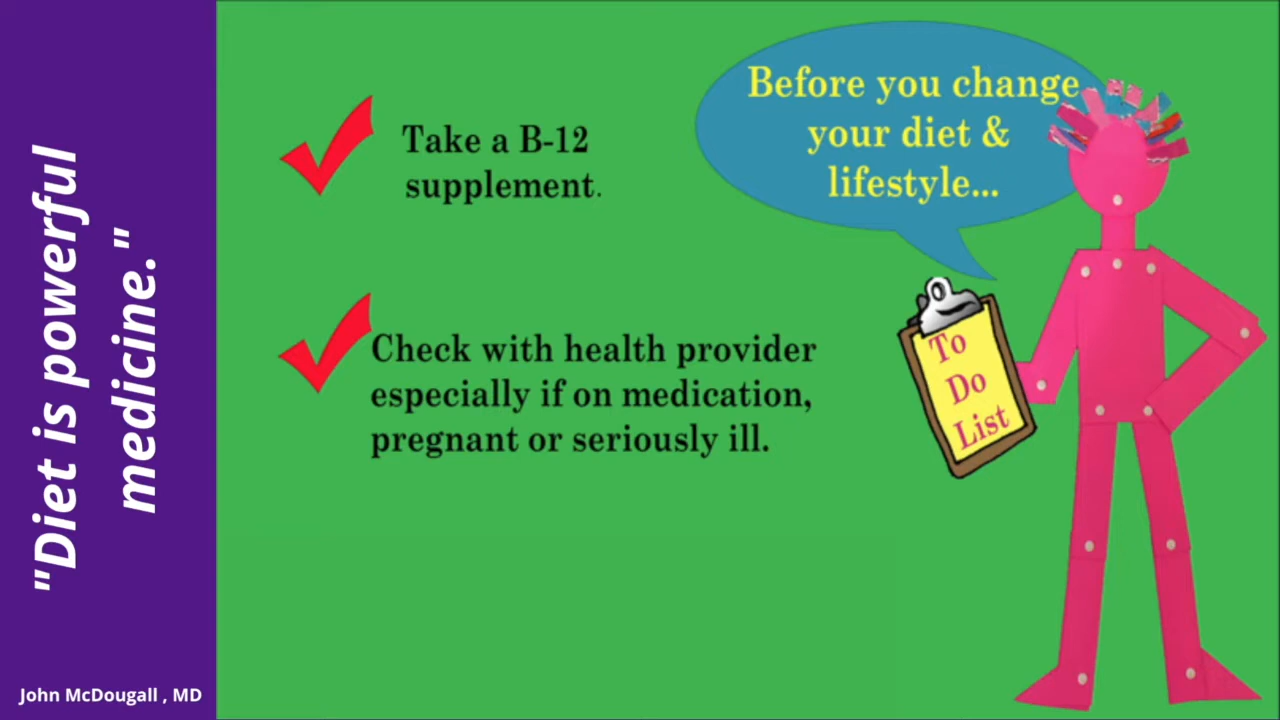 "Diet is powerful
medicine."
John McDougall , MD
Take a B-12
supplement.
Check with health provider
especially if on medication,
pregnant or seriously ill.
Before you change
your diet &
lifestyle...
To
Do
List